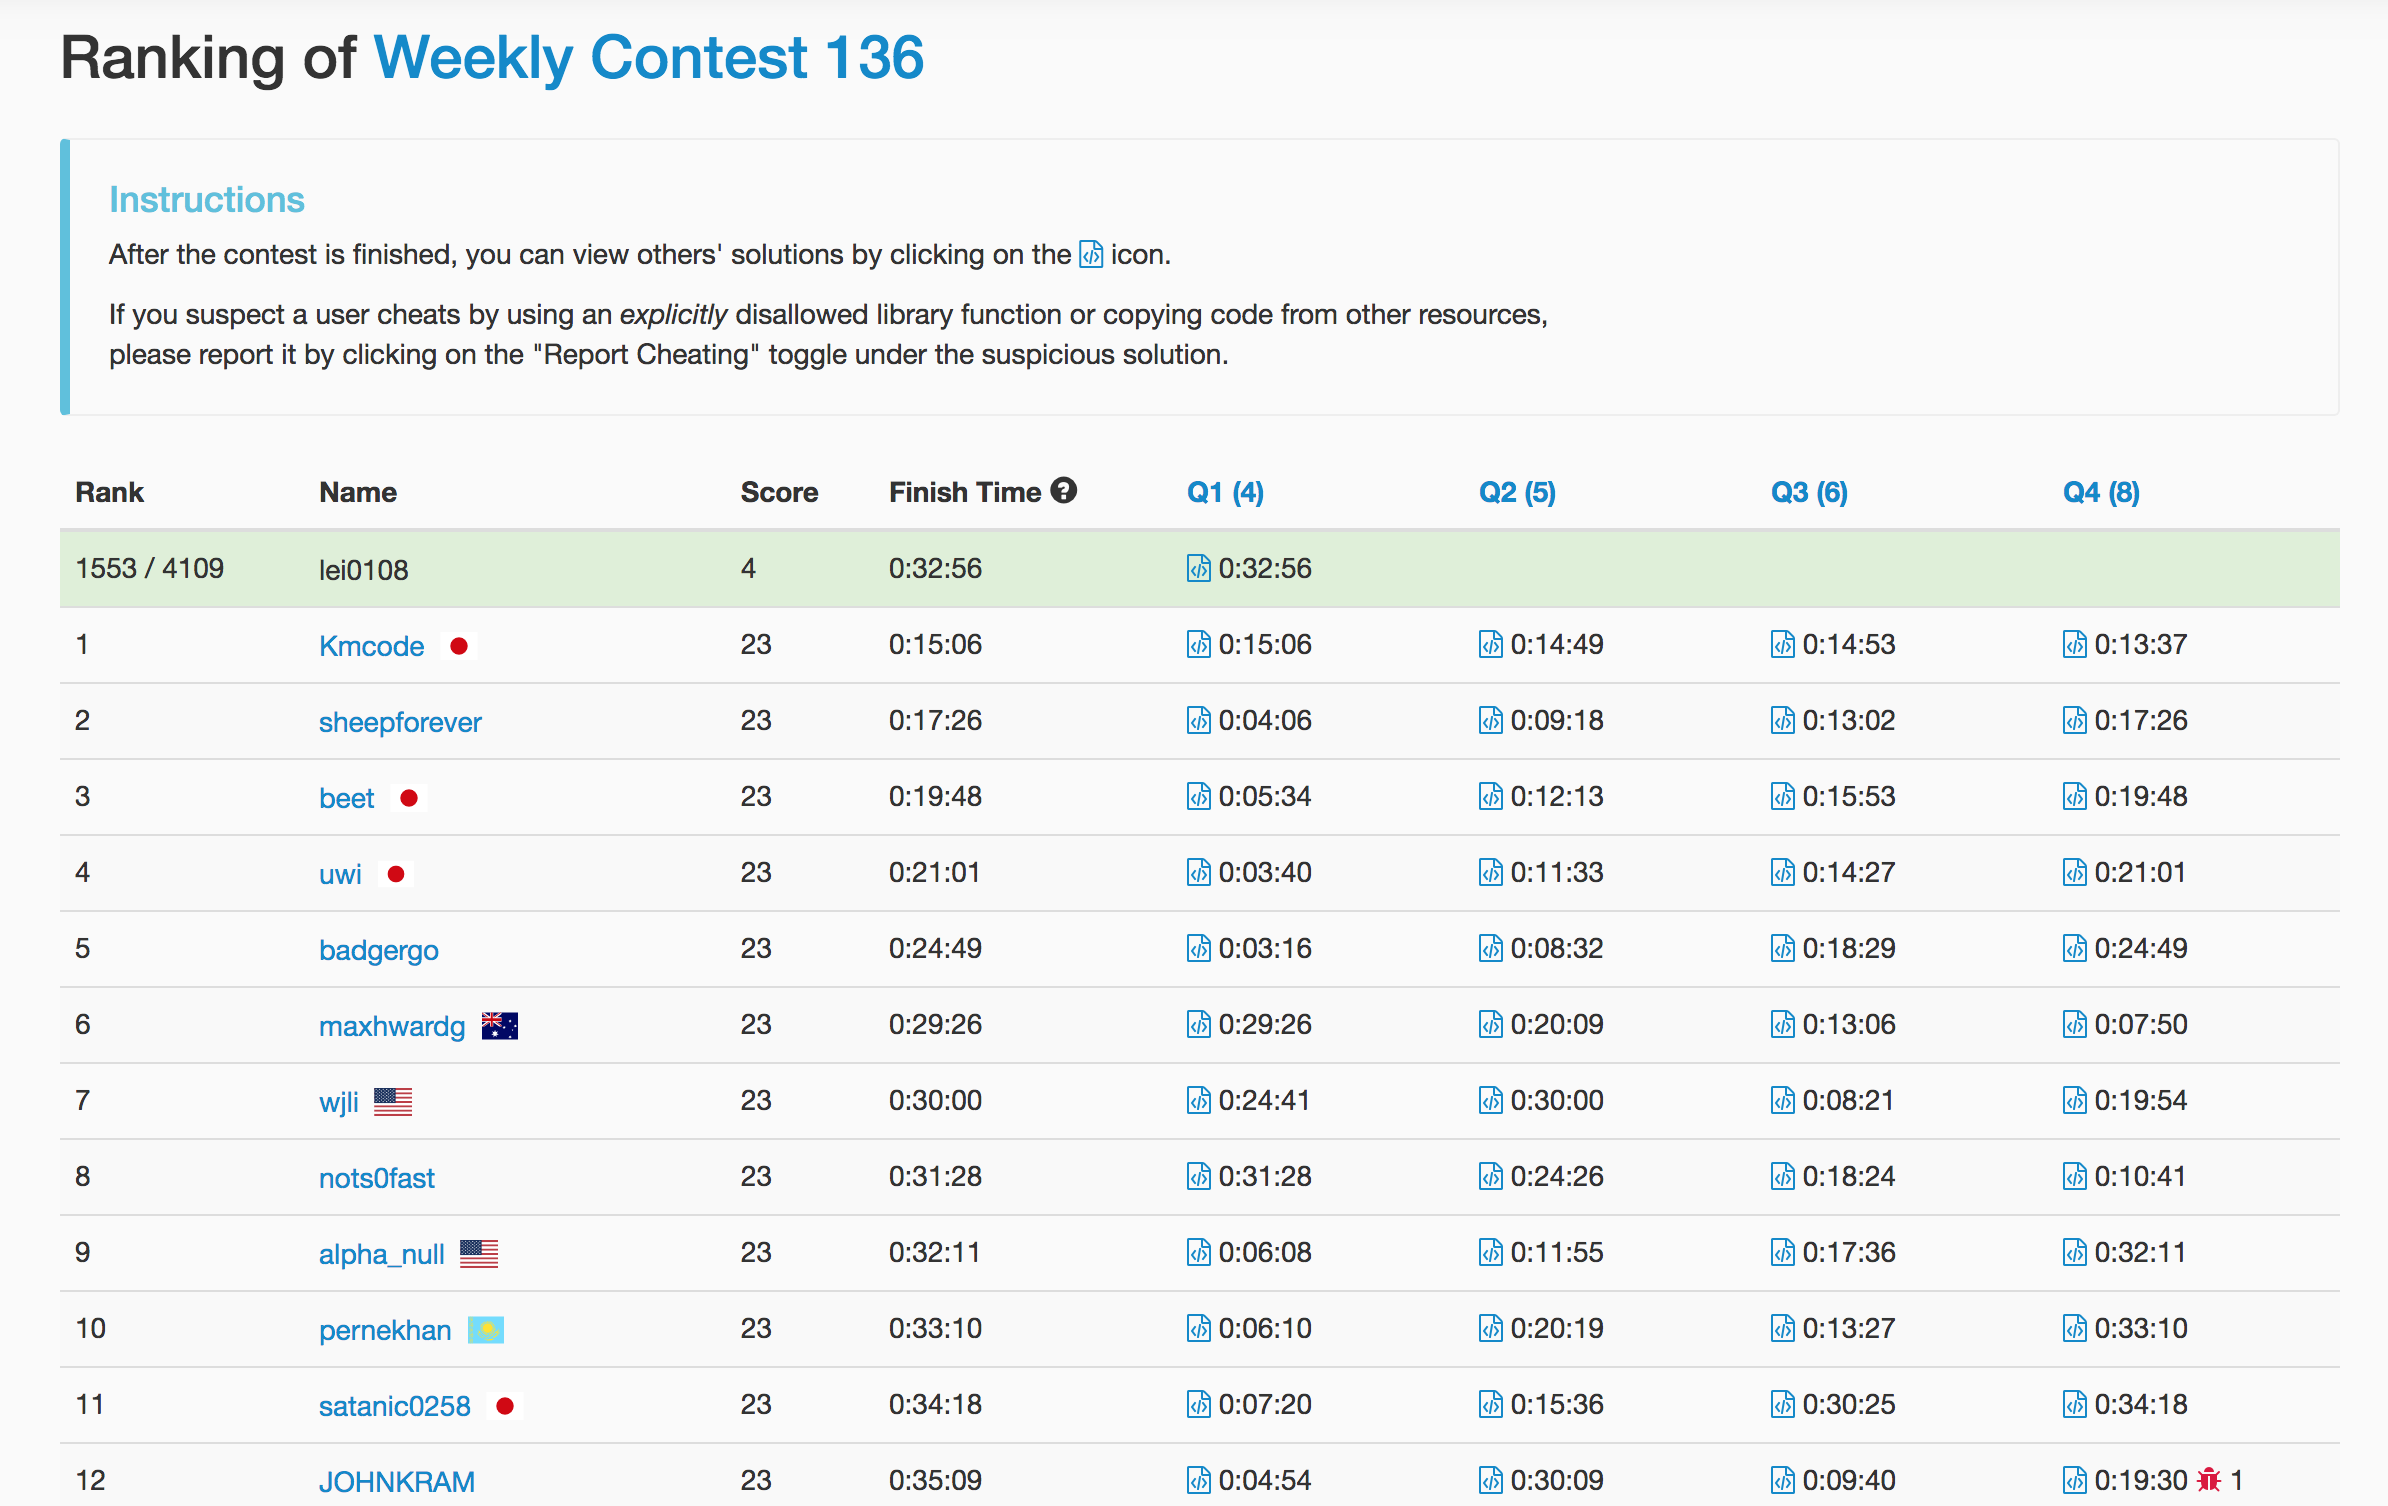 Ranking of Weekly Contest 136
Instructions
After the contest is finished, you can view others' solutions by clicking on the icon.
If you suspect a user cheats by using an explicitly disallowed library function or copying code from other resources,
please report it by clicking on the "Report Cheating" toggle under the suspicious solution.
Rank Name Score Finish Time Q1 (4) Q2 (5) Q3 (6) Q4 (8)
1553 / 4109 lei0108 4 0:32:56 0:32:56
1 Kmcode 23 0:15:06 0:15:06 0:14:49 0:14:53 0:13:37
2 sheepforever 23 0:17:26 0:04:06 0:09:18 0:13:02 0:17:26
3 beet 23 0:19:48 0:05:34 0:12:13 0:15:53 0:19:48
4 uwi 23 0:21:01 0:03:40 0:11:33 0:14:27 0:21:01
5 badgergo 23 0:24:49 0:03:16 0:08:32 0:18:29 0:24:49
6 maxhwardg 23 0:29:26 0:29:26 0:20:09 0:13:06 0:07:50
7 wjli 23 0:30:00 0:24:41 0:30:00 0:08:21 0:19:54
8 nots0fast 23 0:31:28 0:31:28 0:24:26 0:18:24 0:10:41
9 alpha_null 23 0:32:11 0:06:08 0:11:55 0:17:36 0:32:11
10 pernekhan 23 0:33:10 0:06:10 0:20:19 0:13:27 0:33:10
11 satanic0258 23 0:34:18 0:07:20 0:15:36 0:30:25 0:34:18
12 JOHNKRAM 23 0:35:09 0:04:54 0:30:09 0:09:40 0:19:30 1